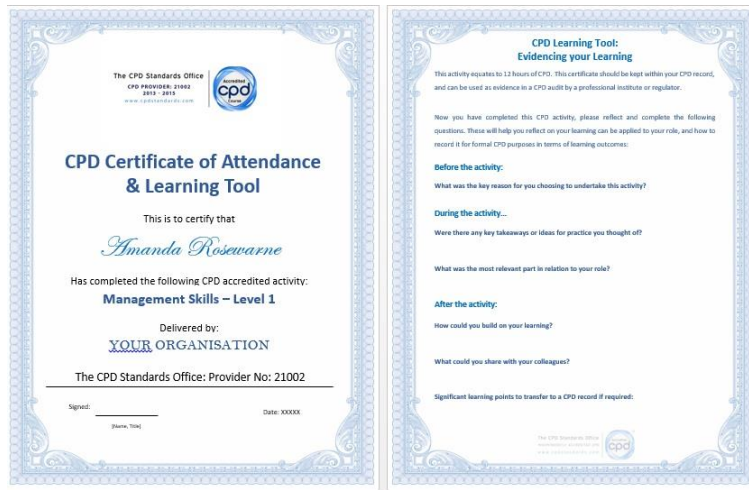 The CPD Standards Office
CPD PROVIDER: 21002
2013 - 2015
www.cpdstandards.com
Accredited
cpd
Course
CPD Certificate of Attendance
& Learning Tool
This is to certify that
Amanda Rosewarne
Has completed the following CPD accredited activity:
Management Skills – Level 1
Delivered by:
YOUR ORGANISATION
The CPD Standards Office: Provider No: 21002
Signed:
[Name, Title]
Date: XXXXX
CPD Learning Tool:
Evidencing your Learning
This activity equates to 12 hours of CPD. This certificate should be kept within your CPD record,
and can be used as evidence in a CPD audit by a professional institute or regulator.
Now you have completed this CPD activity, please reflect and complete the following
questions. These will help you reflect on your learning can be applied to your role, and how to
record it for formal CPD purposes in terms of learning outcomes:
Before the activity:
What was the key reason for you choosing to undertake this activity?
During the activity...
Were there any key takeaways or ideas for practice you thought of?
What was the most relevant part in relation to your role?
After the activity:
How could you build on your learning?
What could you share with your colleagues?
Significant learning points to transfer to a CPD record if required:
The CPD Standards Office
www.cpdstandards.com
cpd